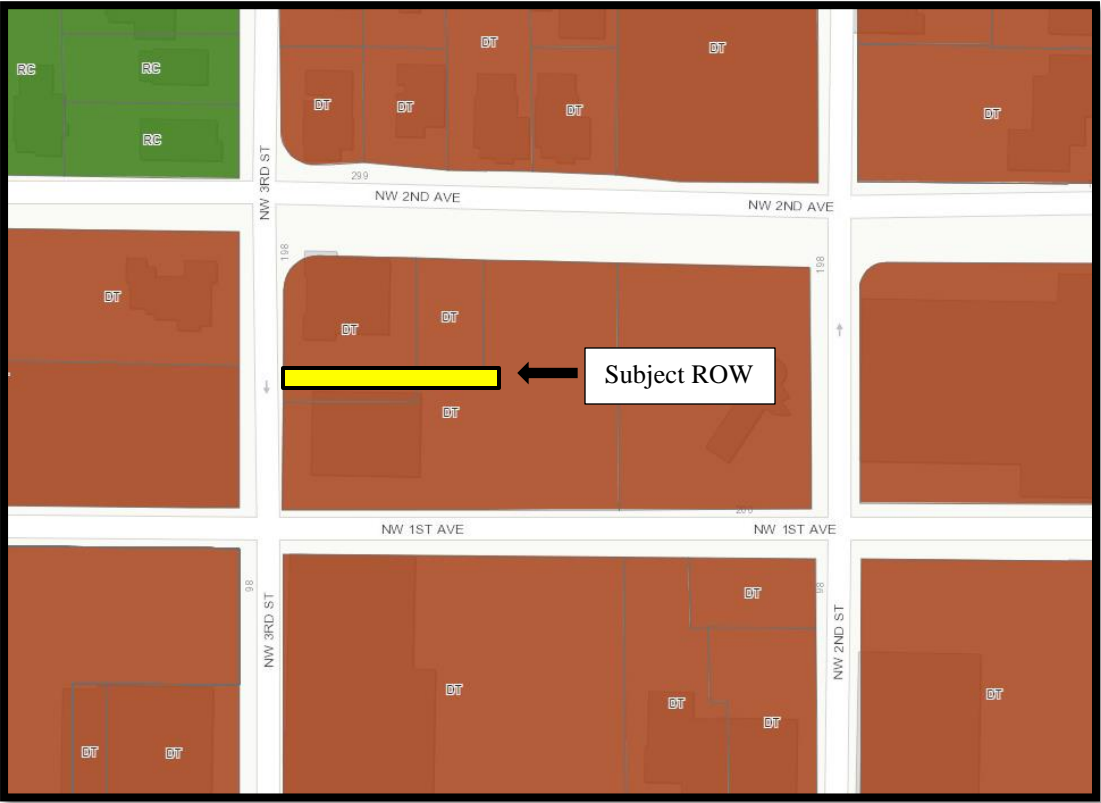 DT
DT
RC
RC
DT
DT
DT
DT
RC
NW 3RD ST
299
NW 2ND AVE
NW 2ND AVE
198
198
DT
DT
DT
Subject ROW
DT
200
NW 1ST AVE
NW 1ST AVE
98
98
DT
NW 3RD ST
NW 2ND ST
DT
DT
DT
DT
DT
DT